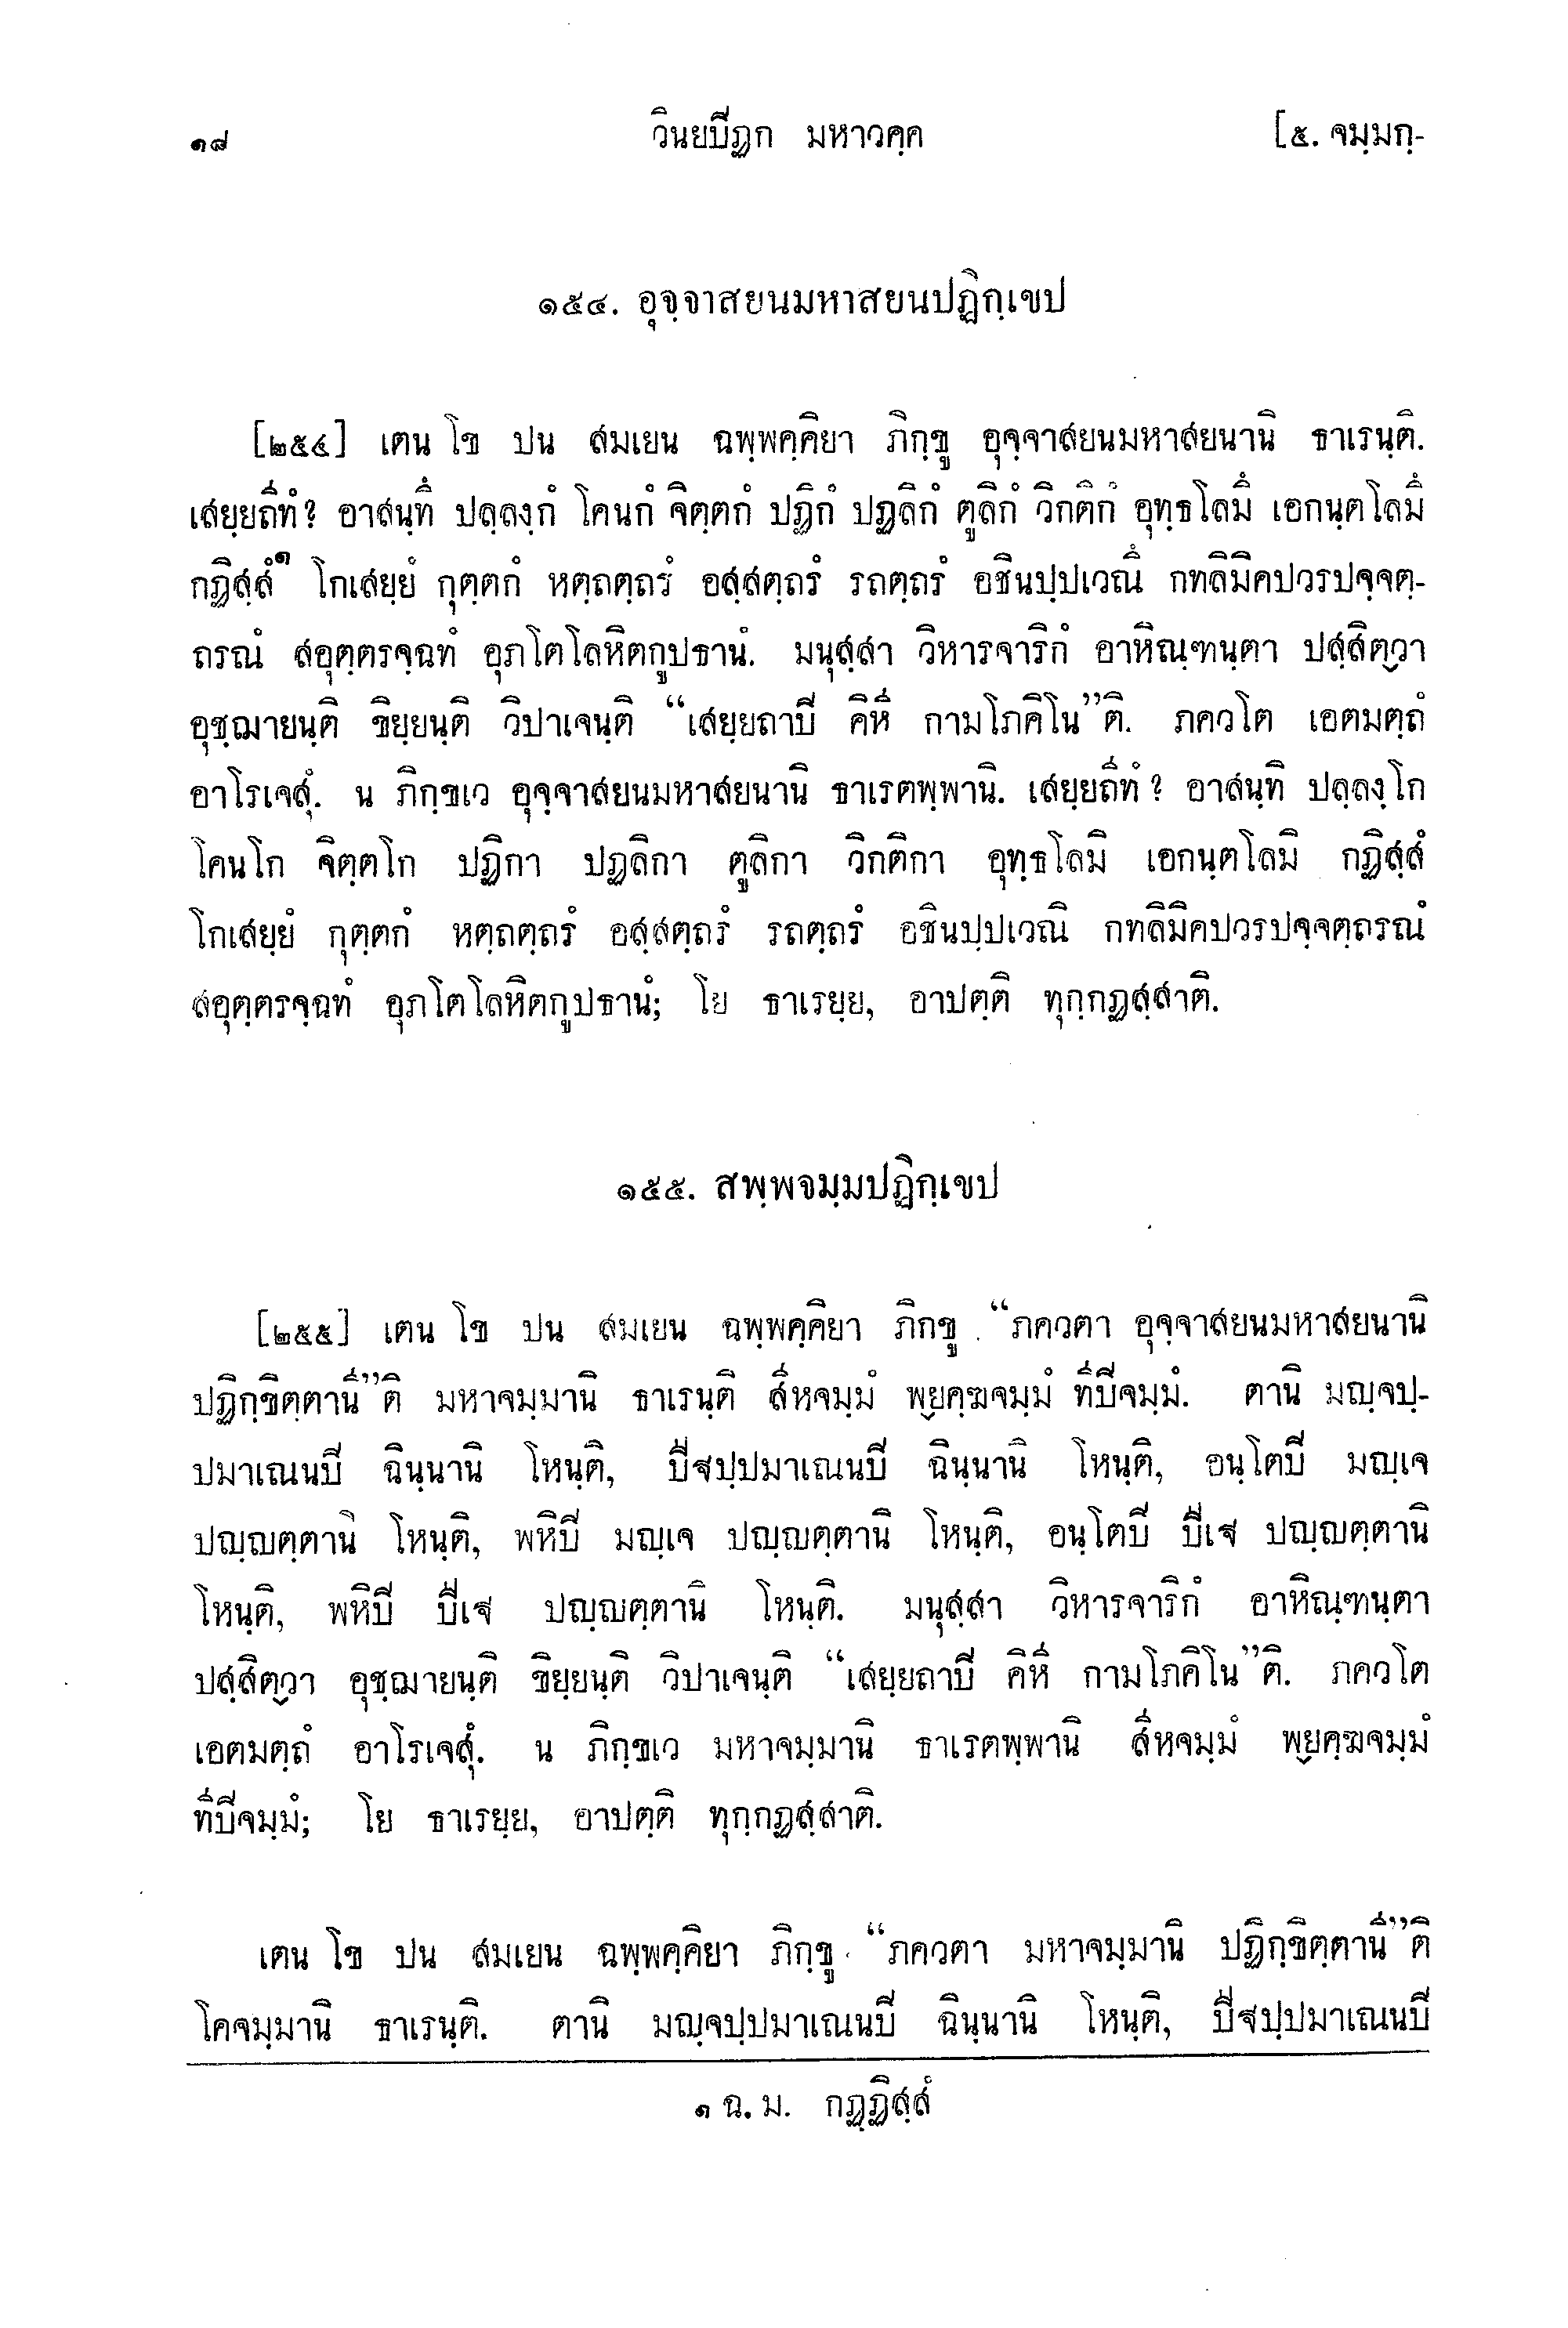 ๑๘ วินยปีฏก มหาวคฺค [๕. จมฺมกฺ-
๑๕๔. อุจฺจาสยนมหาสยนปฏิกฺเขป
[๒๕๔] เตน โข ปน สมเยน ฉพฺพคฺคิยา ภิกฺขู อุจฺจาสยนมหาสยนานิ ธาเรนฺติ.
เสยฺยถีทํ? อาสนฺทึ ปลฺลงฺกํ โคนกํ จิตฺตกํ ปฏิกํ ปฏลิกํ ตูลิกํ วิกติกํ อุทฺธโลมึ เอกนฺตโลมึ
กฏิสฺสํ๑ โกเสยฺยํ กุตฺตกํ หตฺถตฺถรํ อสฺสตฺถรํ รถตฺถรํ อชินปฺปเวณึ กทลิมิคปวรปจฺจตฺ-
ถรณํ สอุตฺตรจฺฉทํ อุภโตโลหิตกูปธานํ. มนุสฺสา วิหารจาริกํ อาหิณฺฑนฺตา ปสฺสิตฺวา
อุชฺฌายนฺติ ขิยฺยนฺติ วิปาเจนฺติ “เสยฺยถาปิ คิหี กามโภคิโน”ติ. ภควโต เอตมตฺถํ
อาโรเจสุํ. น ภิกฺขเว อุจฺจาสยนมหาสยนานิ ธาเรตพฺพานิ. เสยฺยถีทํ? อาสนฺทิ ปลฺลงฺโก
โคนโก จิตฺตโก ปฏิกา ปฏลิกา ตูลิกา วิกติกา อุทฺธโลมิ เอกนฺตโลมิ กฏิสฺสํ
โกเสยฺยํ กุตฺตกํ หตฺถตฺถรํ อสฺสตฺถรํ รถตฺถรํ อชินปฺปเวณิ กทลิมิคปวรปจฺจตฺถรณํ
สอุตฺตรจฺฉทํ อุภโตโลหิตกูปธานํ; โย ธาเรยฺย, อาปตฺติ ทุกฺกฏสฺสาติ.
๑๕๕. สพฺพจมฺมปฏิกฺเขป
[๒๕๕] เตน โข ปน สมเยน ฉพฺพคฺคิยา ภิกฺขู “ภควตา อุจฺจาสยนมหาสยนานิ
ปฏิกฺขิตฺตานี”ติ มหาจมฺมานิ ธาเรนฺติ สีหจมฺมํ พฺยคฺฆจมฺมํ ทีปิจมฺมํ. ตานิ มญฺจปฺ-
ปมาเณนปิ ฉินฺนานิ โหนฺติ, ปีฐปฺปมาเณนปิ ฉินฺนานิ โหนฺติ, อนฺโตปิ มญฺเจ
ปญฺญตฺตานิ โหนฺติ, พหิปิ มญฺเจ ปญฺญตฺตานิ โหนฺติ, อนฺโตปิ ปีเฐ ปญฺญตฺตานิ
โหนฺติ, พหิปิ ปีเฐ ปญฺญตฺตานิ โหนฺติ. มนุสฺสา วิหารจาริกํ อาหิณฺฑนฺตา
ปสฺสิตฺวา อุชฺฌายนฺติ ขิยฺยนฺติ วิปาเจนฺติ “เสยฺยถาปิ คิหี กามโภคิโน”ติ. ภควโต
เอตมตฺถํ อาโรเจสุํ. น ภิกฺขเว มหาจมฺมานิ ธาเรตพฺพานิ สีหจมฺมํ พฺยคฺฆจมฺมํ
ทีปิจมฺมํ; โย ธาเรยฺย, อาปตฺติ ทุกฺกฏสฺสาติ.
เตน โข ปน สมเยน ฉพฺพคฺคิยา ภิกฺขู “ภควตา มหาจมฺมานิ ปฏิกฺขิตฺตานี”ติ
โคจมฺมานิ ธาเรนฺติ. ตานิ มญฺจปฺปมาเณนปิ ฉินฺนานิ โหนฺติ, ปีฐปฺปมาเณนปิ
๑ ฉ. ม. กฏฺฏิสฺสํ